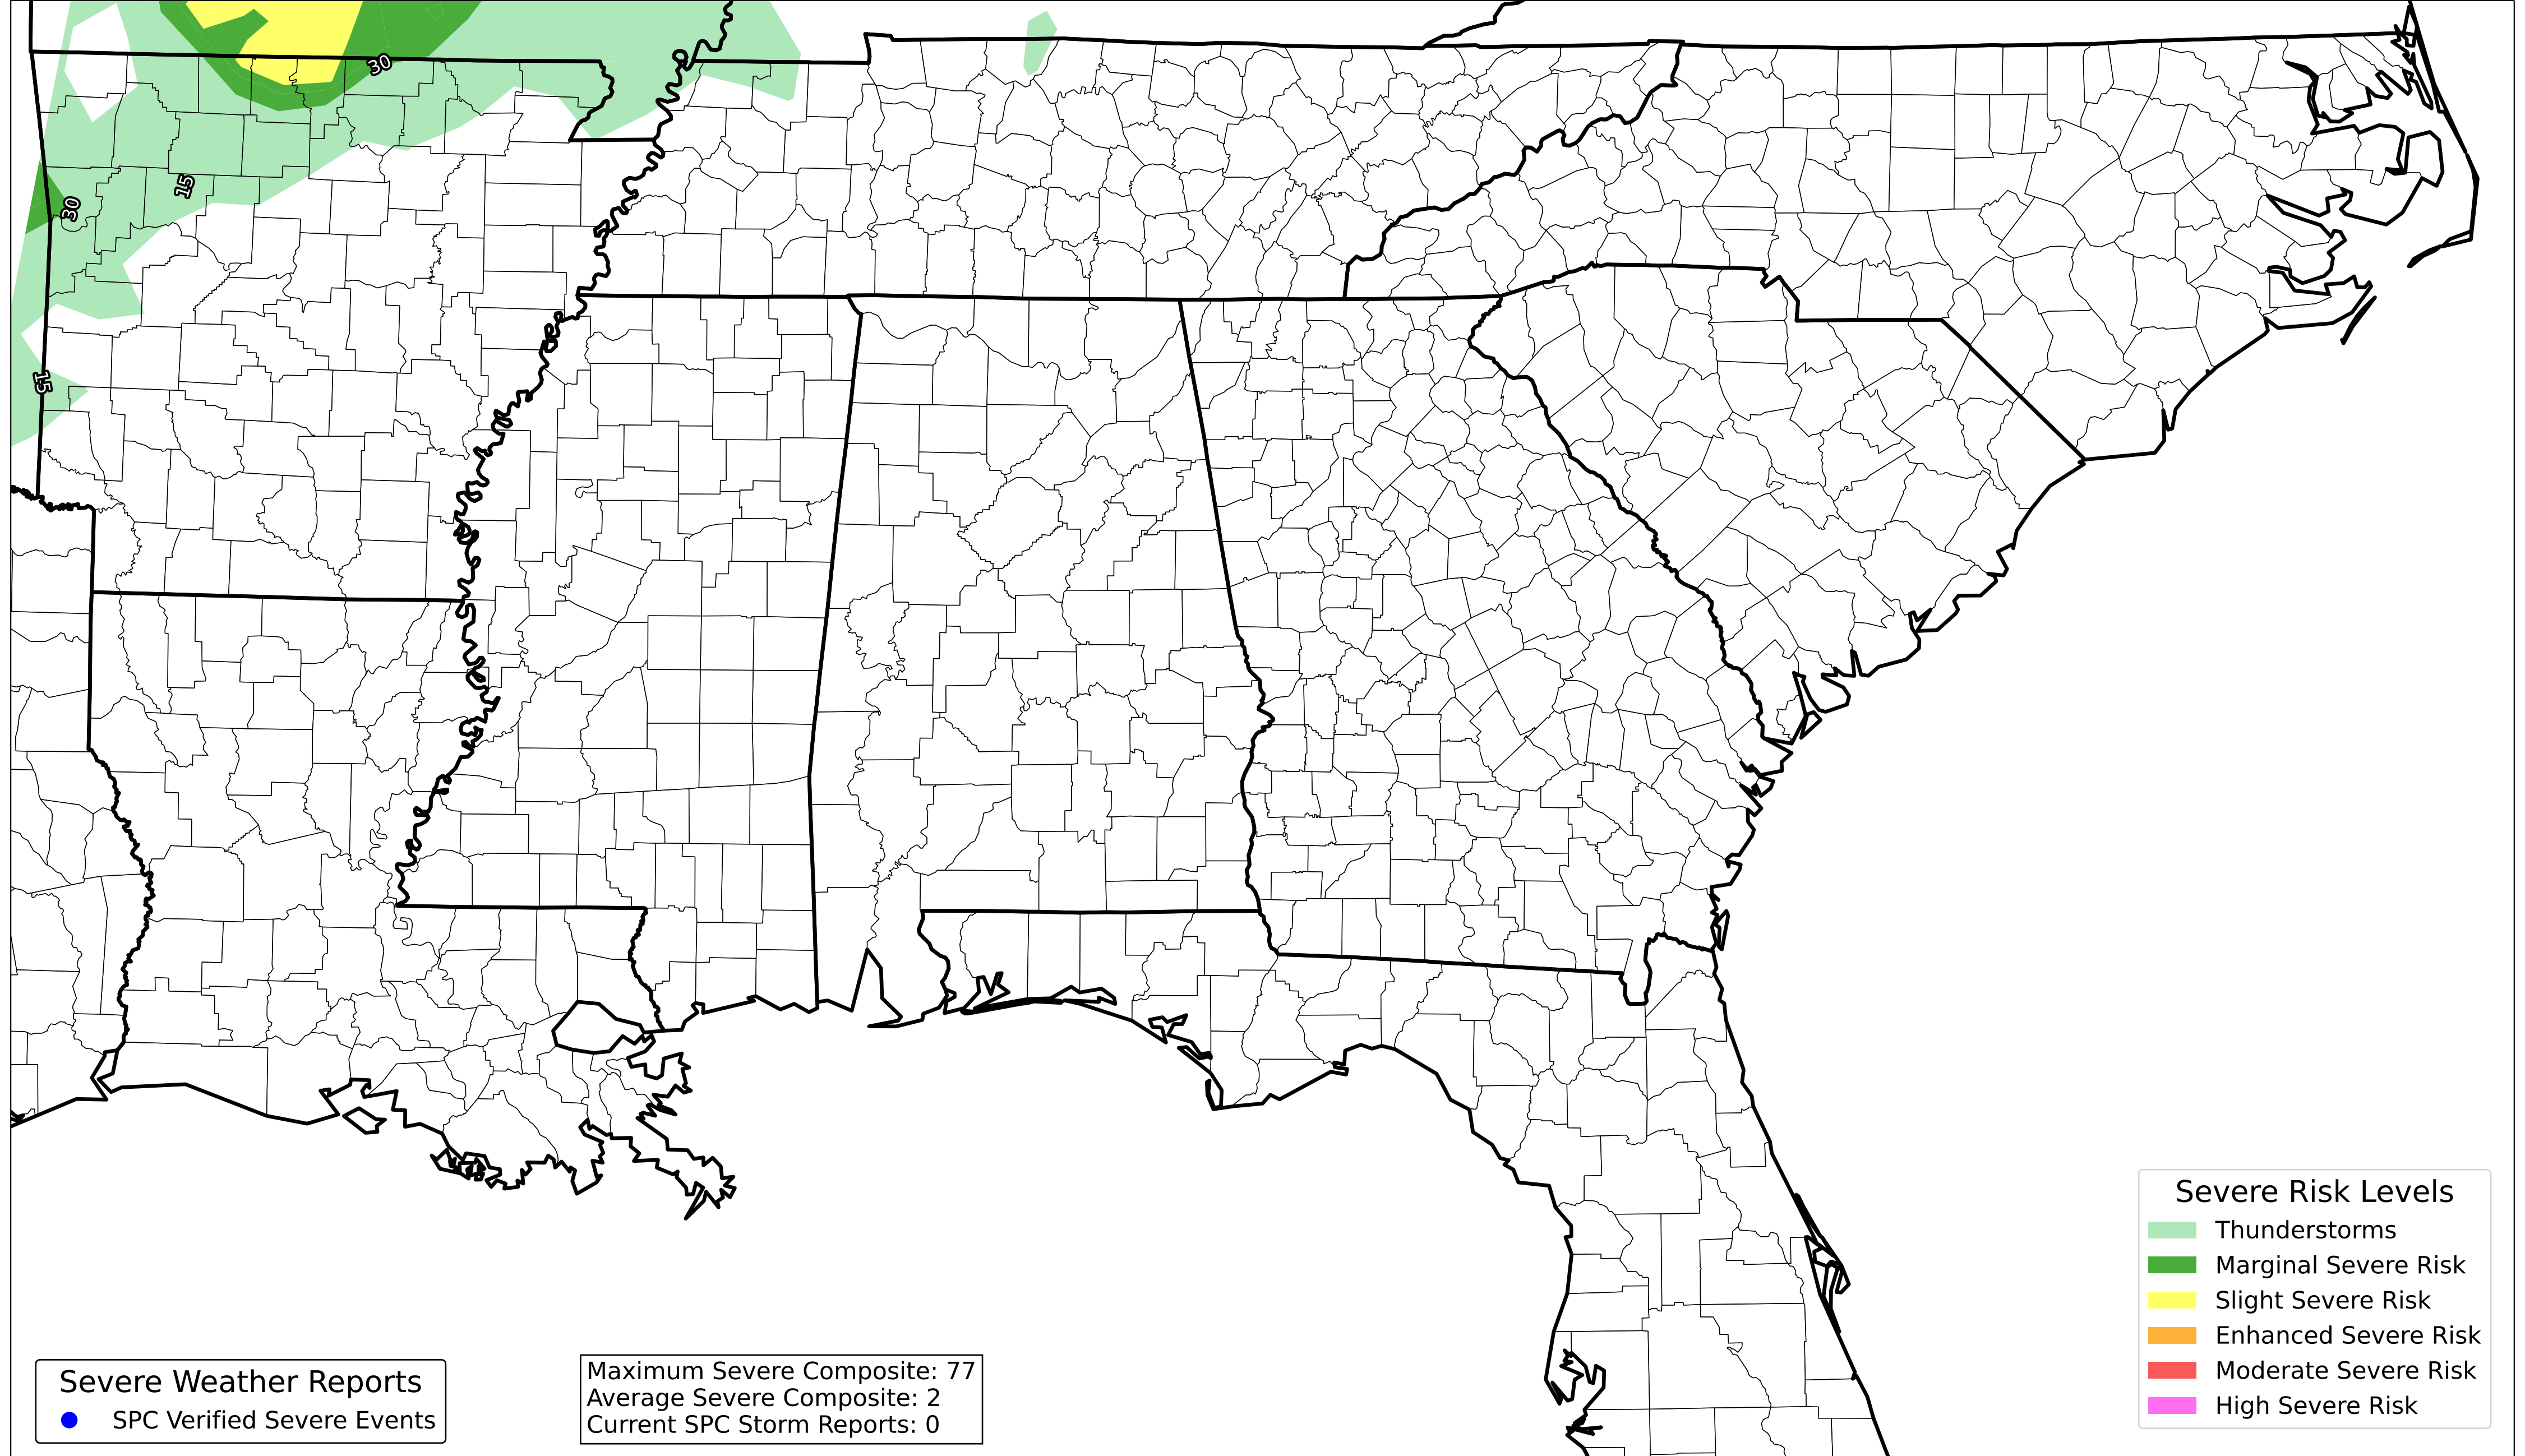 30
30
15
15
Severe Risk Levels
Thunderstorms
Marginal Severe Risk
Slight Severe Risk
Enhanced Severe Risk
Moderate Severe Risk
High Severe Risk
Severe Weather Reports
SPC Verified Severe Events
Maximum Severe Composite: 77
Average Severe Composite: 2
Current SPC Storm Reports: 0